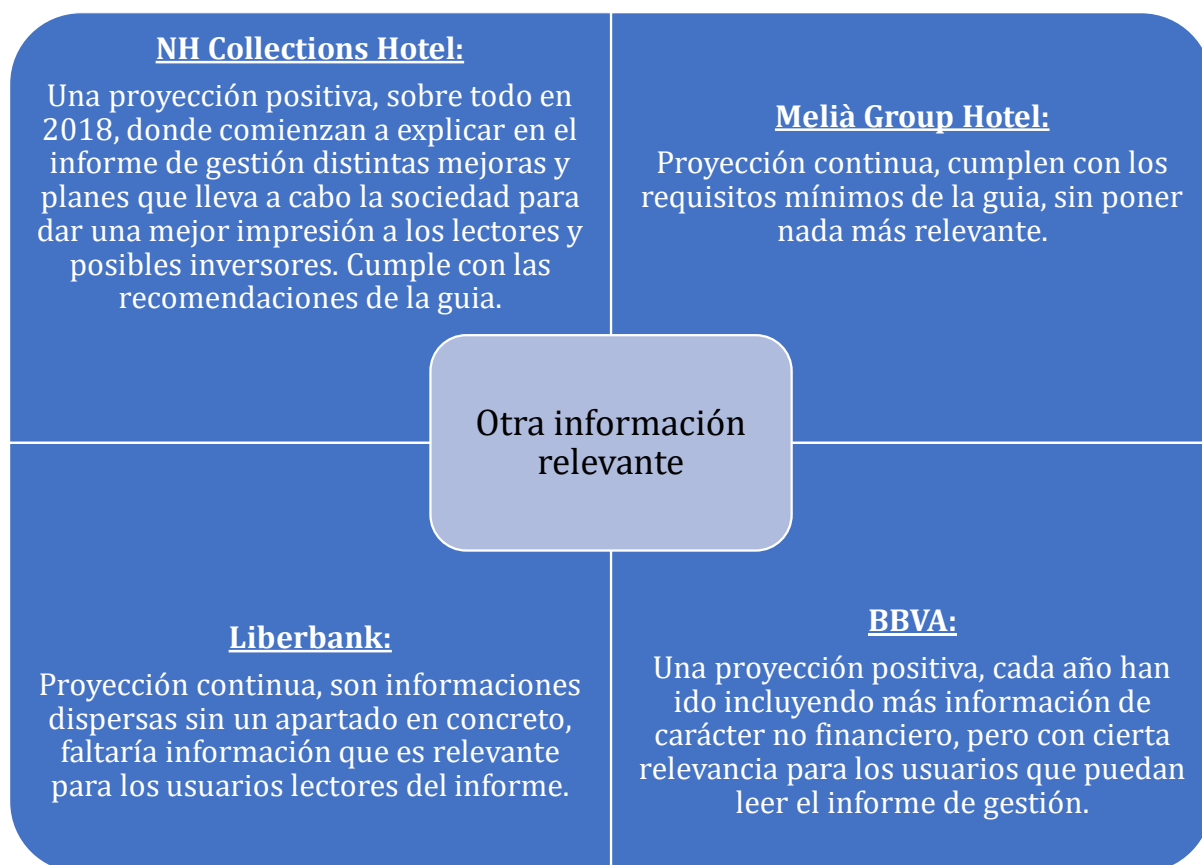 NH Collections Hotel:
Una proyección positiva, sobre todo en
2018, donde comienzan a explicar en el
informe de gestión distintas mejoras y
planes que lleva a cabo la sociedad para
dar una mejor impresión a los lectores y
posibles inversores. Cumple con las
recomendaciones de la guia.
Melià Group Hotel:
Proyección continua, cumplen con los
requisitos mínimos de la guia, sin poner
nada más relevante.
Otra información
relevante
Liberbank:
Proyección continua, son informaciones
dispersas sin un apartado en concreto,
faltaría información que es relevante
para los usuarios lectores del informe.
BBVA:
Una proyección positiva, cada año han
ido incluyendo más información de
carácter no financiero, pero con cierta
relevancia para los usuarios que puedan
leer el informe de gestión.